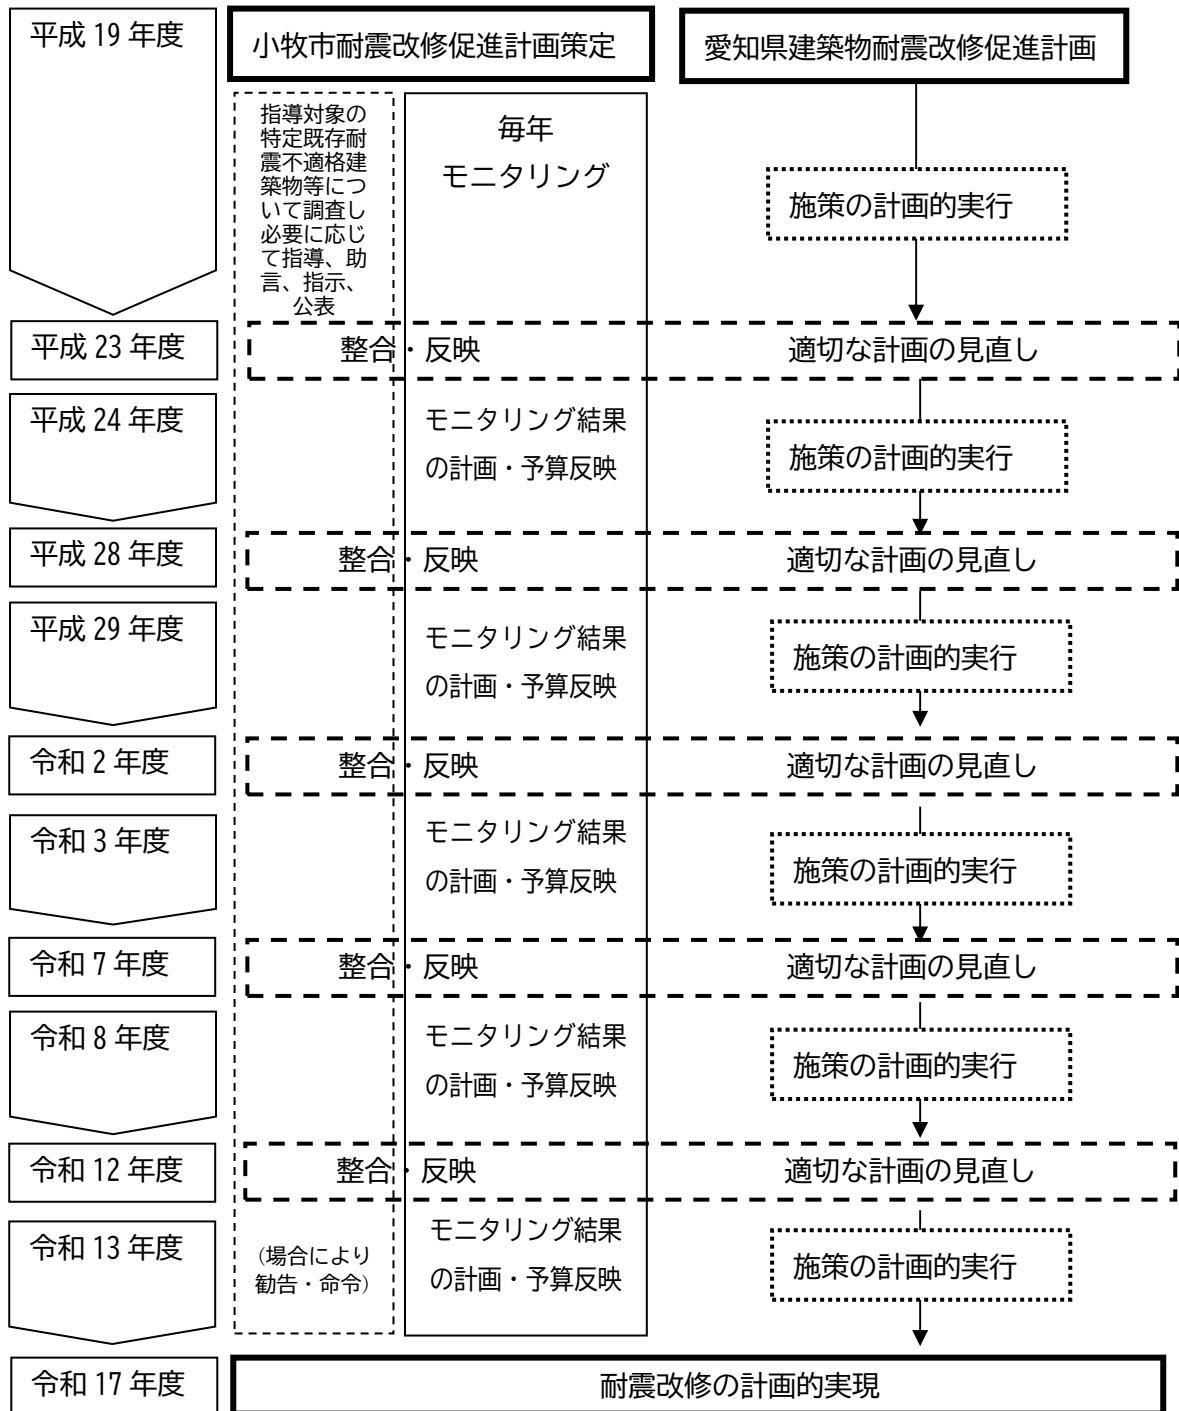 平成 19 年度
小牧市耐震改修促進計画策定
愛知県建築物耐震改修促進計画
指導対象の
特定既存耐
震不適格建
築物等につ
いて調査し
必要に応じ
て指導、助
言、指示、
公表
毎年
モニタリング
施策の計画的実行
平成 23 年度
整合・反映
適切な計画の見直し
平成 24 年度
モニタリング結果
の計画・予算反映
施策の計画的実行
平成 28 年度
整合・反映
適切な計画の見直し
平成 29 年度
モニタリング結果
の計画・予算反映
施策の計画的実行
令和 2 年度
整合・反映
適切な計画の見直し
令和 3 年度
モニタリング結果
の計画・予算反映
施策の計画的実行
令和 7 年度
整合・反映
適切な計画の見直し
令和 8 年度
モニタリング結果
の計画・予算反映
施策の計画的実行
令和 12 年度
整合・反映
適切な計画の見直し
令和 13 年度
(場合により
勧告・命令)
モニタリング結果
の計画・予算反映
施策の計画的実行
令和 17 年度
耐震改修の計画的実現